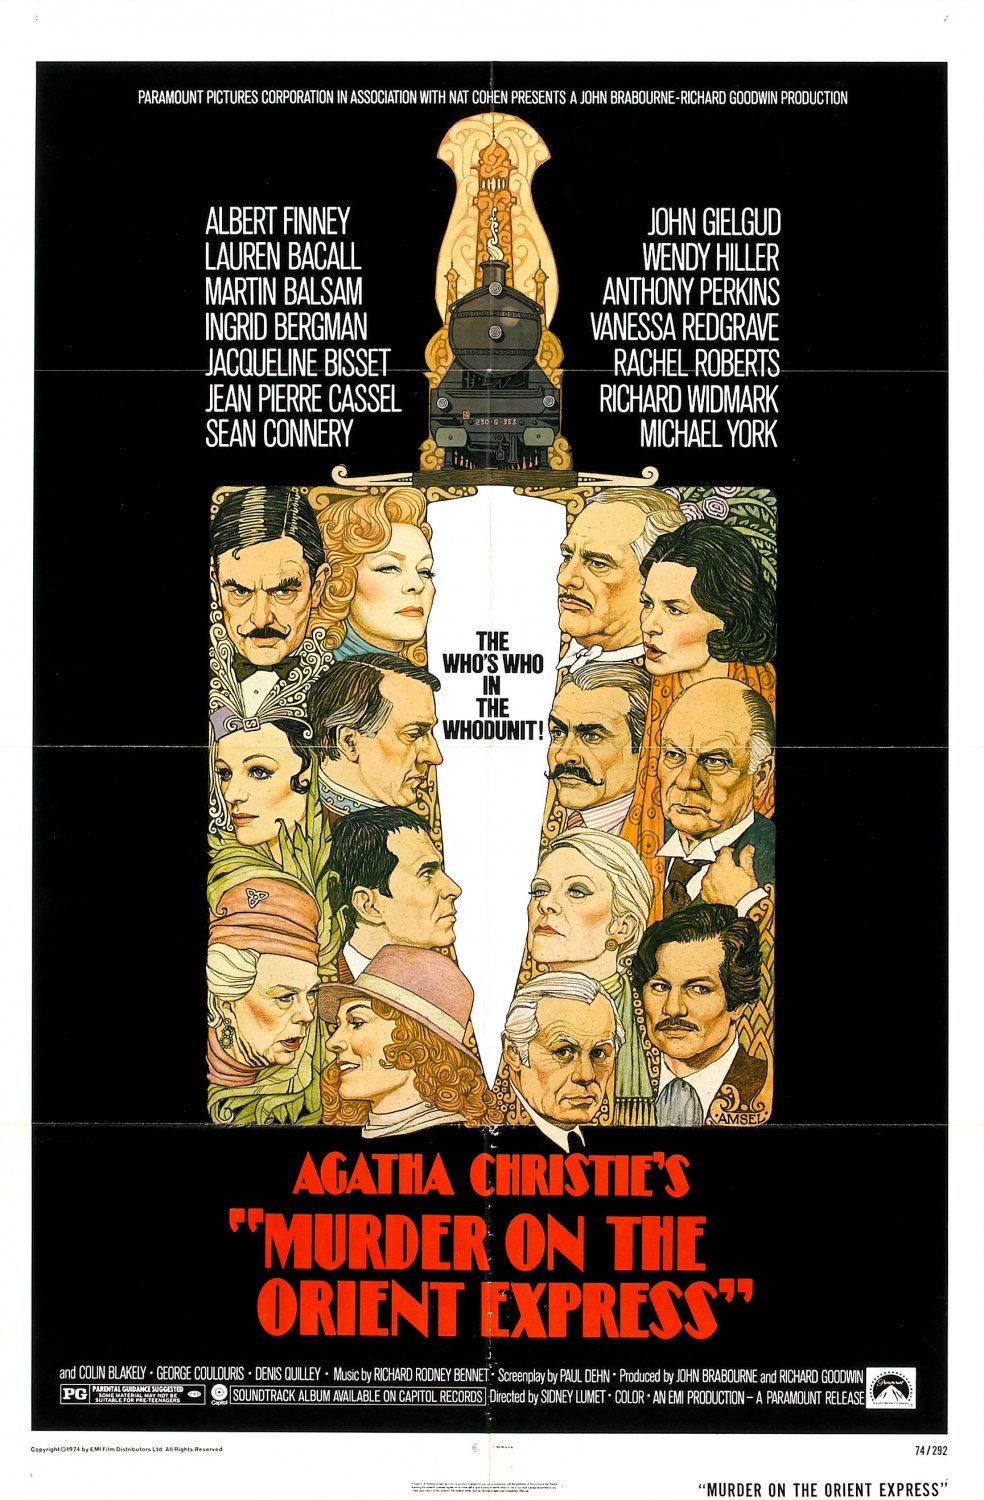 PARAMOUNT PICTURES CORPORATION IN ASSOCIATION WITH NAT COHEN PRESENTS A JOHN BRABOURNE-RICHARD GOODWIN PRODUCTION
ALBERT FINNEY
LAUREN BACALL
MARTIN BALSAM
INGRID BERGMAN
JACQUELINE BISSET
JEAN PIERRE CASSEL
SEAN CONNERY
JOHN GIELGUD
WENDY HILLER
ANTHONY PERKINS
VANESSA REDGRAVE
RACHEL ROBERTS
RICHARD WIDMARK
MICHAEL YORK
230·G·353
THE
WHO'S WHO
IN
THE
WHODUNIT!
·AMSEL·
AGATHA CHRISTIE'S
"MURDER ON THE
ORIENT EXPRESS"
and COLIN BLAKELY · GEORGE COULOURIS · DENIS QUILLEY · Music by RICHARD RODNEY BENNET · Screenplay by PAUL DEHN · Produced by JOHN BRABOURNE and RICHARD GOODWIN
PG PARENTAL GUIDANCE SUGGESTED
SOME MATERIAL MAY NOT BE
SUITABLE FOR PRE-TEENAGERS
Capitol
SOUNDTRACK ALBUM AVAILABLE ON CAPITOL RECORDS
Directed by SIDNEY LUMET · COLOR · AN EMI PRODUCTION – A PARAMOUNT RELEASE
Paramount
Copyright ©1974 by EMI Film Distributors Ltd. All Rights Reserved
74/292
"MURDER ON THE ORIENT EXPRESS"